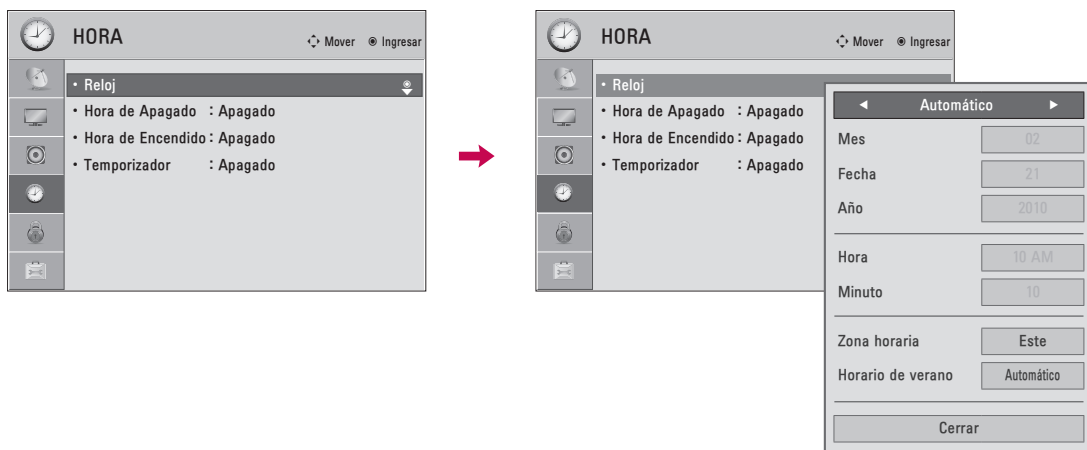 HORA
Mover Ingresar
• Reloj
• Hora de Apagado : Apagado
• Hora de Encendido : Apagado
• Temporizador : Apagado
HORA
Mover Ingresar
• Reloj
• Hora de Apagado : Apagado
• Hora de Encendido : Apagado
• Temporizador : Apagado
Automático
Mes 02
Fecha 21
Año 2010
Hora 10 AM
Minuto 10
Zona horaria Este
Horario de verano Automático
Cerrar